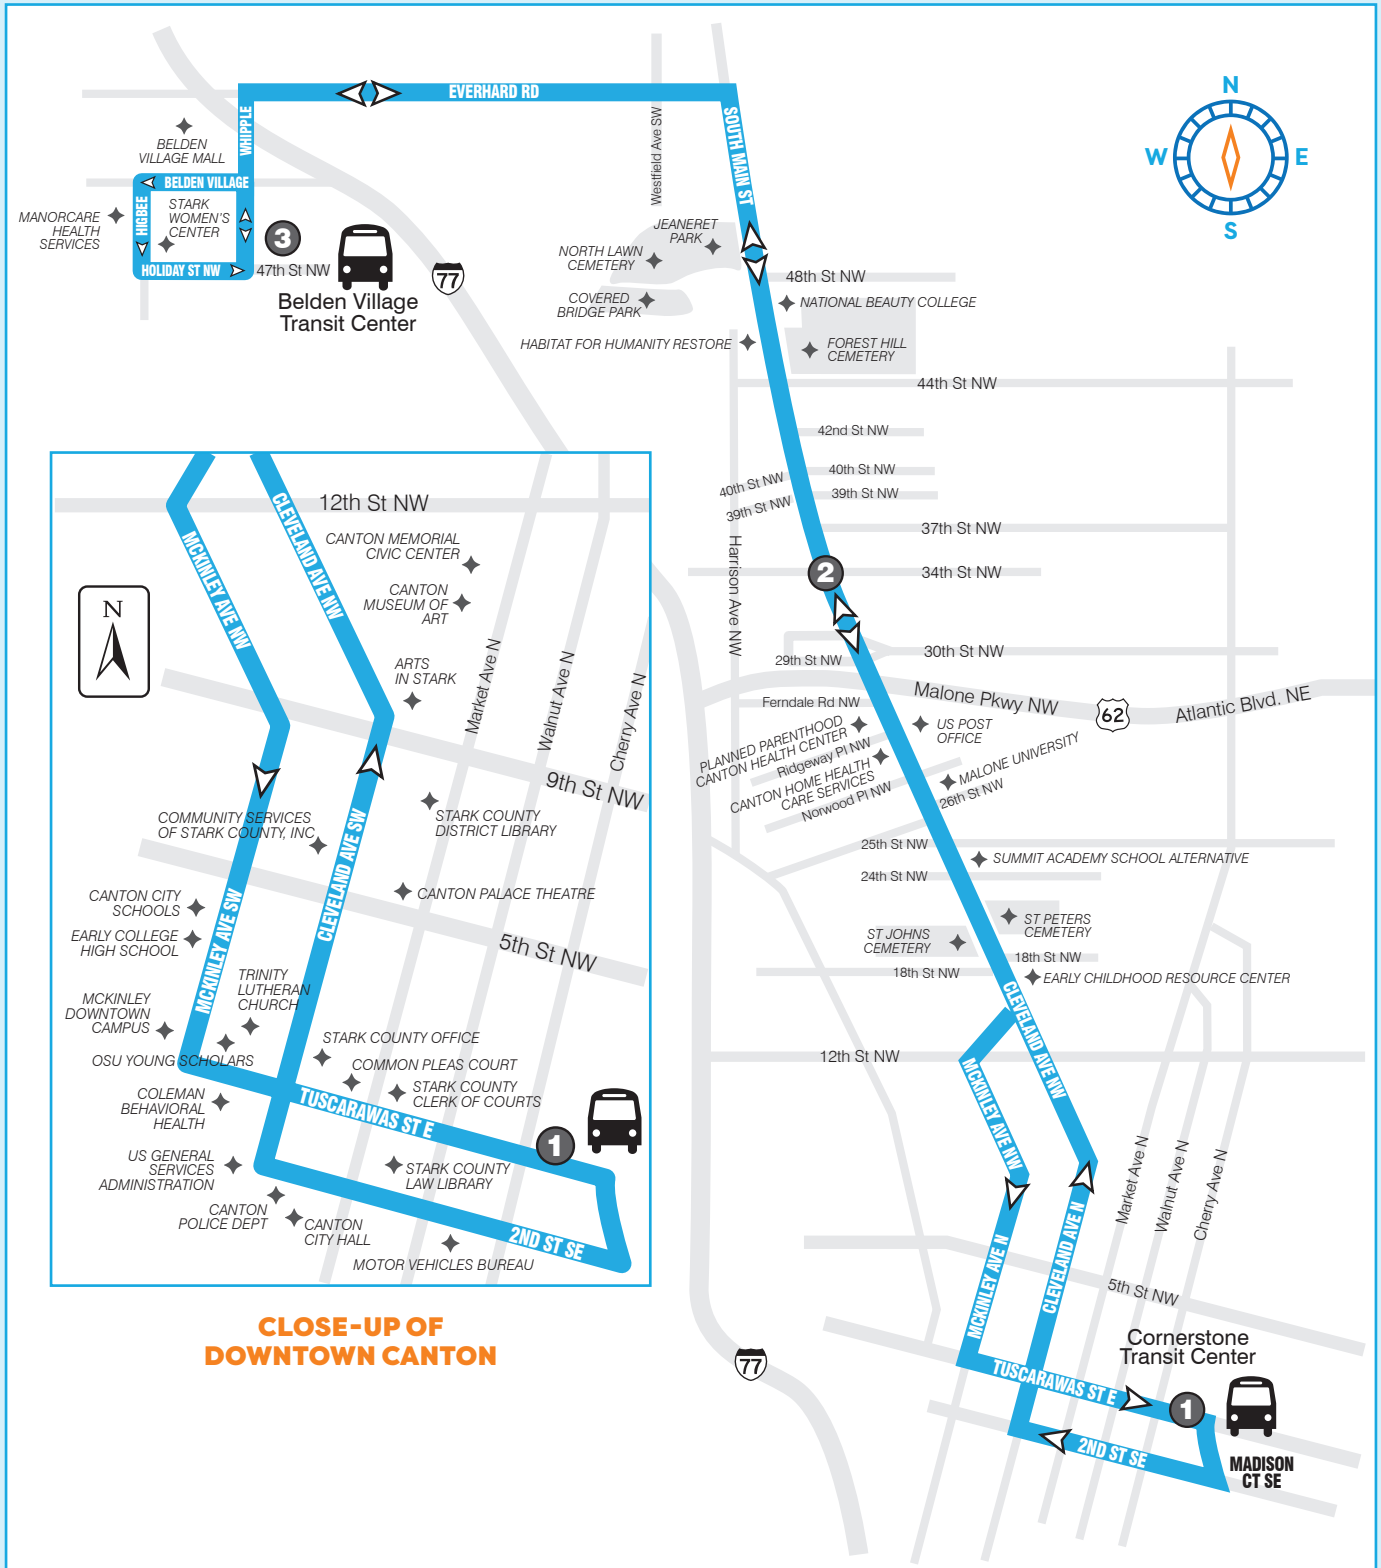 N
W
E
S
EVERHARD RD
WHIPPLE
BELDEN
VILLAGE MALL
BELDEN VILLAGE
HIGBEE
STARK
WOMEN'S
CENTER
MANORCARE
HEALTH
SERVICES
HOLIDAY ST NW
47th St NW
3
Belden Village
Transit Center
77
Westfield Ave SW
SOUTH MAIN ST
JEANERET
PARK
NORTH LAWN
CEMETERY
COVERED
BRIDGE PARK
48th St NW
NATIONAL BEAUTY COLLEGE
HABITAT FOR HUMANITY RESTORE
FOREST HILL
CEMETERY
44th St NW
42nd St NW
40th St NW
40th St NW
39th St NW
39th St NW
37th St NW
Harrison Ave NW
2
34th St NW
30th St NW
29th St NW
Malone Pkwy NW
62
Atlantic Blvd. NE
Ferndale Rd NW
PLANNED PARENTHOOD
CANTON HEALTH CENTER
US POST
OFFICE
Ridgeway Pl NW
CANTON HOME HEALTH
CARE SERVICES
MALONE UNIVERSITY
Norwood Pl NW
26th St NW
25th St NW
SUMMIT ACADEMY SCHOOL ALTERNATIVE
24th St NW
ST PETERS
CEMETERY
ST JOHNS
CEMETERY
18th St NW
18th St NW
EARLY CHILDHOOD RESOURCE CENTER
CLEVELAND AVE NW
12th St NW
MCKINLEY AVE NW
Market Ave N
Walnut Ave N
Cherry Ave N
MCKINLEY AVE N
CLEVELAND AVE N
5th St NW
Cornerstone
Transit Center
77
TUSCARAWAS ST E
1
2ND ST SE
MADISON
CT SE
12th St NW
CLEVELAND AVE NW
MCKINLEY AVE NW
CANTON MEMORIAL
CIVIC CENTER
CANTON
MUSEUM OF
ART
N
ARTS
IN STARK
Market Ave N
Walnut Ave N
Cherry Ave N
9th St NW
COMMUNITY SERVICES
OF STARK COUNTY, INC
STARK COUNTY
DISTRICT LIBRARY
CLEVELAND AVE SW
MCKINLEY AVE SW
CANTON PALACE THEATRE
CANTON CITY
SCHOOLS
EARLY COLLEGE
HIGH SCHOOL
5th St NW
TRINITY
LUTHERAN
CHURCH
MCKINLEY
DOWNTOWN
CAMPUS
OSU YOUNG SCHOLARS
STARK COUNTY OFFICE
COMMON PLEAS COURT
STARK COUNTY
CLERK OF COURTS
COLEMAN
BEHAVIORAL
HEALTH
TUSCARAWAS ST E
1
US GENERAL
SERVICES
ADMINISTRATION
STARK COUNTY
LAW LIBRARY
CANTON
POLICE DEPT
CANTON
CITY HALL
2ND ST SE
MOTOR VEHICLES BUREAU
CLOSE-UP OF
DOWNTOWN CANTON